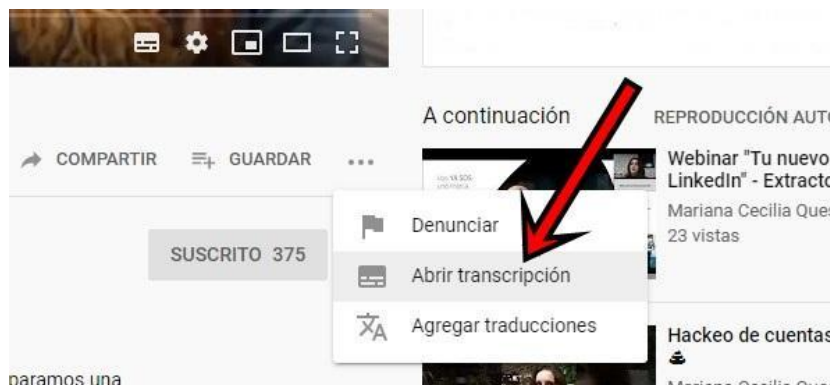 A continuación
REPRODUCCIÓN AUTO
COMPARTIR
GUARDAR
Webinar "Tu nuevo
LinkedIn" - Extracto
Mariana Cecilia Ques
23 vistas
Denunciar
SUSCRITO 375
Abrir transcripción
Agregar traducciones
Hackeo de cuentas
paramos una